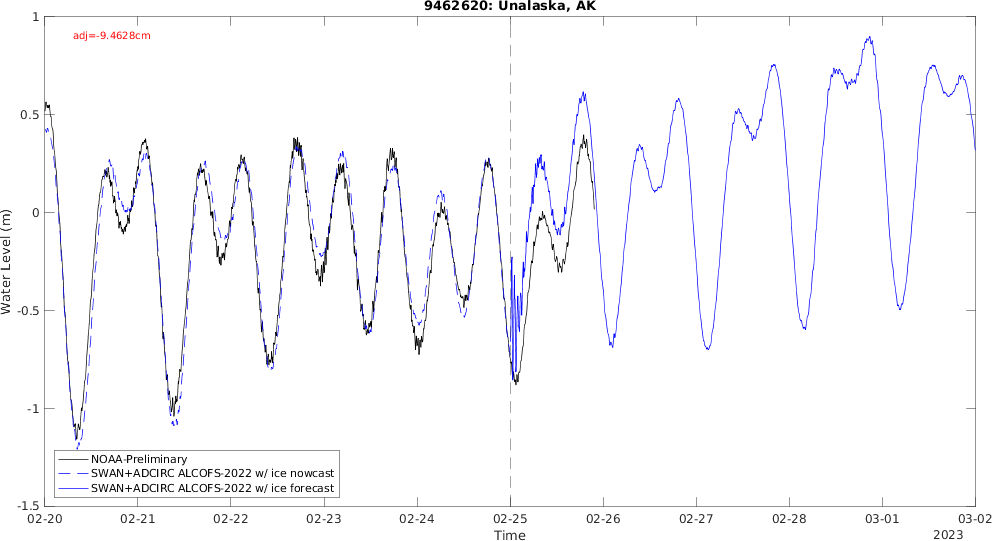 9462620: Unalaska, AK
adj=-9.4628cm
Water Level (m)
1
0.5
0
-0.5
-1
-1.5
NOAA-Preliminary
SWAN+ADCIRC ALCOFS-2022 w/ ice nowcast
SWAN+ADCIRC ALCOFS-2022 w/ ice forecast
02-20 02-21 02-22 02-23 02-24 02-25 02-26 02-27 02-28 03-01 03-02
Time
2023